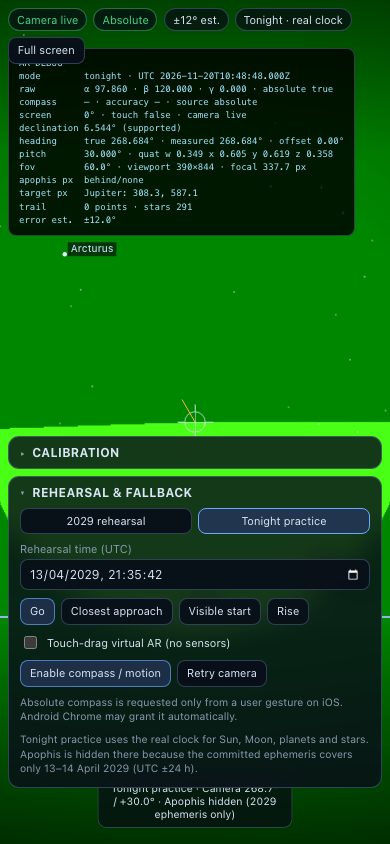 Camera live
Absolute
±12° est.
Tonight · real clock
Full screen
AR DEBUG
mode tonight · UTC 2026-11-20T10:48:48.000Z
raw α 97.860 · β 120.000 · γ 0.000 · absolute true
compass — · accuracy — · source absolute
screen 0° · touch false · camera live
declination 6.544° (supported)
heading true 268.684° · measured 268.684° · offset 0.00°
pitch 30.000° · quat w 0.349 x 0.605 y 0.619 z 0.358
fov 60.0° · viewport 390×844 · focal 337.7 px
apophis px behind/none
target px Jupiter: 308.3, 587.1
trail 0 points · stars 291
error est. ±12.0°
Arcturus
CALIBRATION
REHEARSAL & FALLBACK
2029 rehearsal
Tonight practice
Rehearsal time (UTC)
13/04/2029, 21:35:42
Go
Closest approach
Visible start
Rise
Touch-drag virtual AR (no sensors)
Enable compass / motion
Retry camera
Absolute compass is requested only from a user gesture on iOS.
Android Chrome may grant it automatically.
Tonight practice uses the real clock for Sun, Moon, planets and stars.
Apophis is hidden there because the committed ephemeris covers
only 13–14 April 2029 (UTC ±24 h).
Tonight practice · Camera 268.7
/ +30.0° · Apophis hidden (2029
ephemeris only)